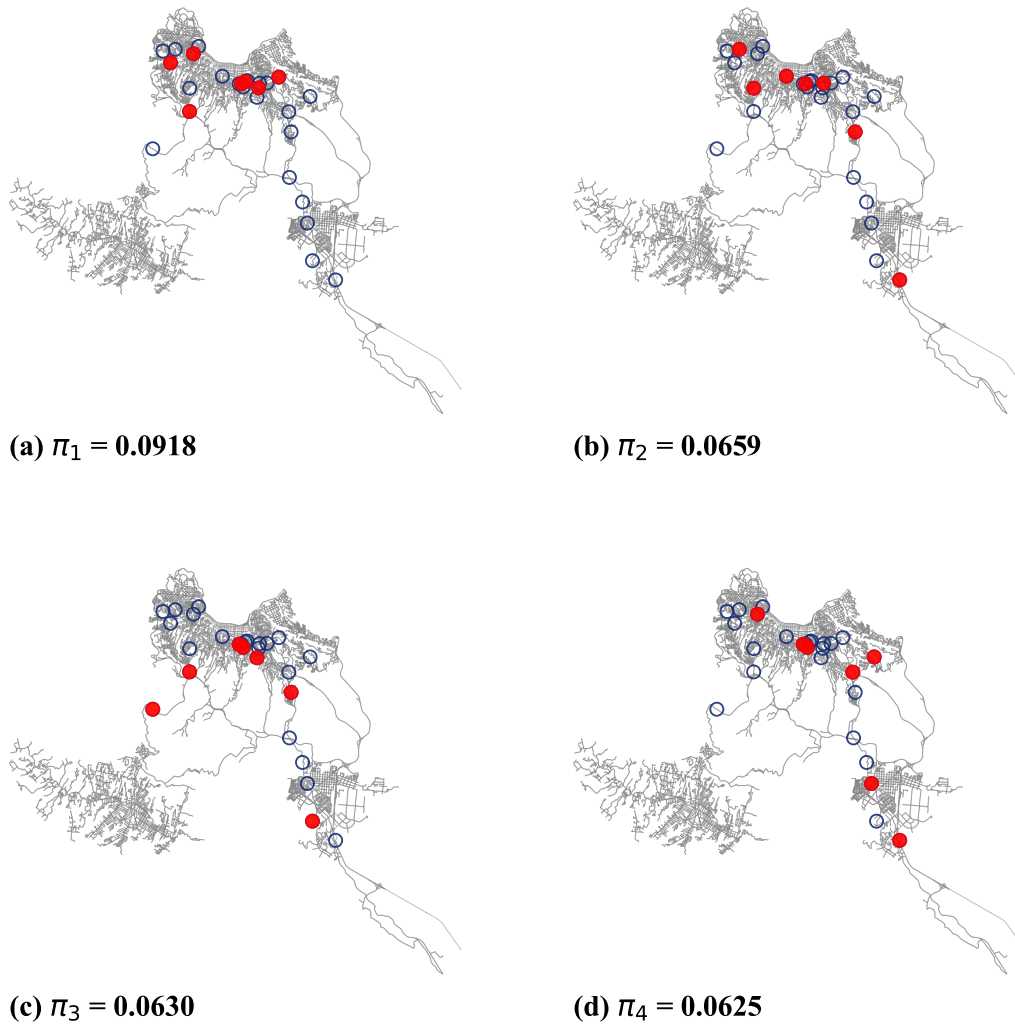 (a) π₁ = 0.0918
(b) π₂ = 0.0659
(c) π₃ = 0.0630
(d) π₄ = 0.0625